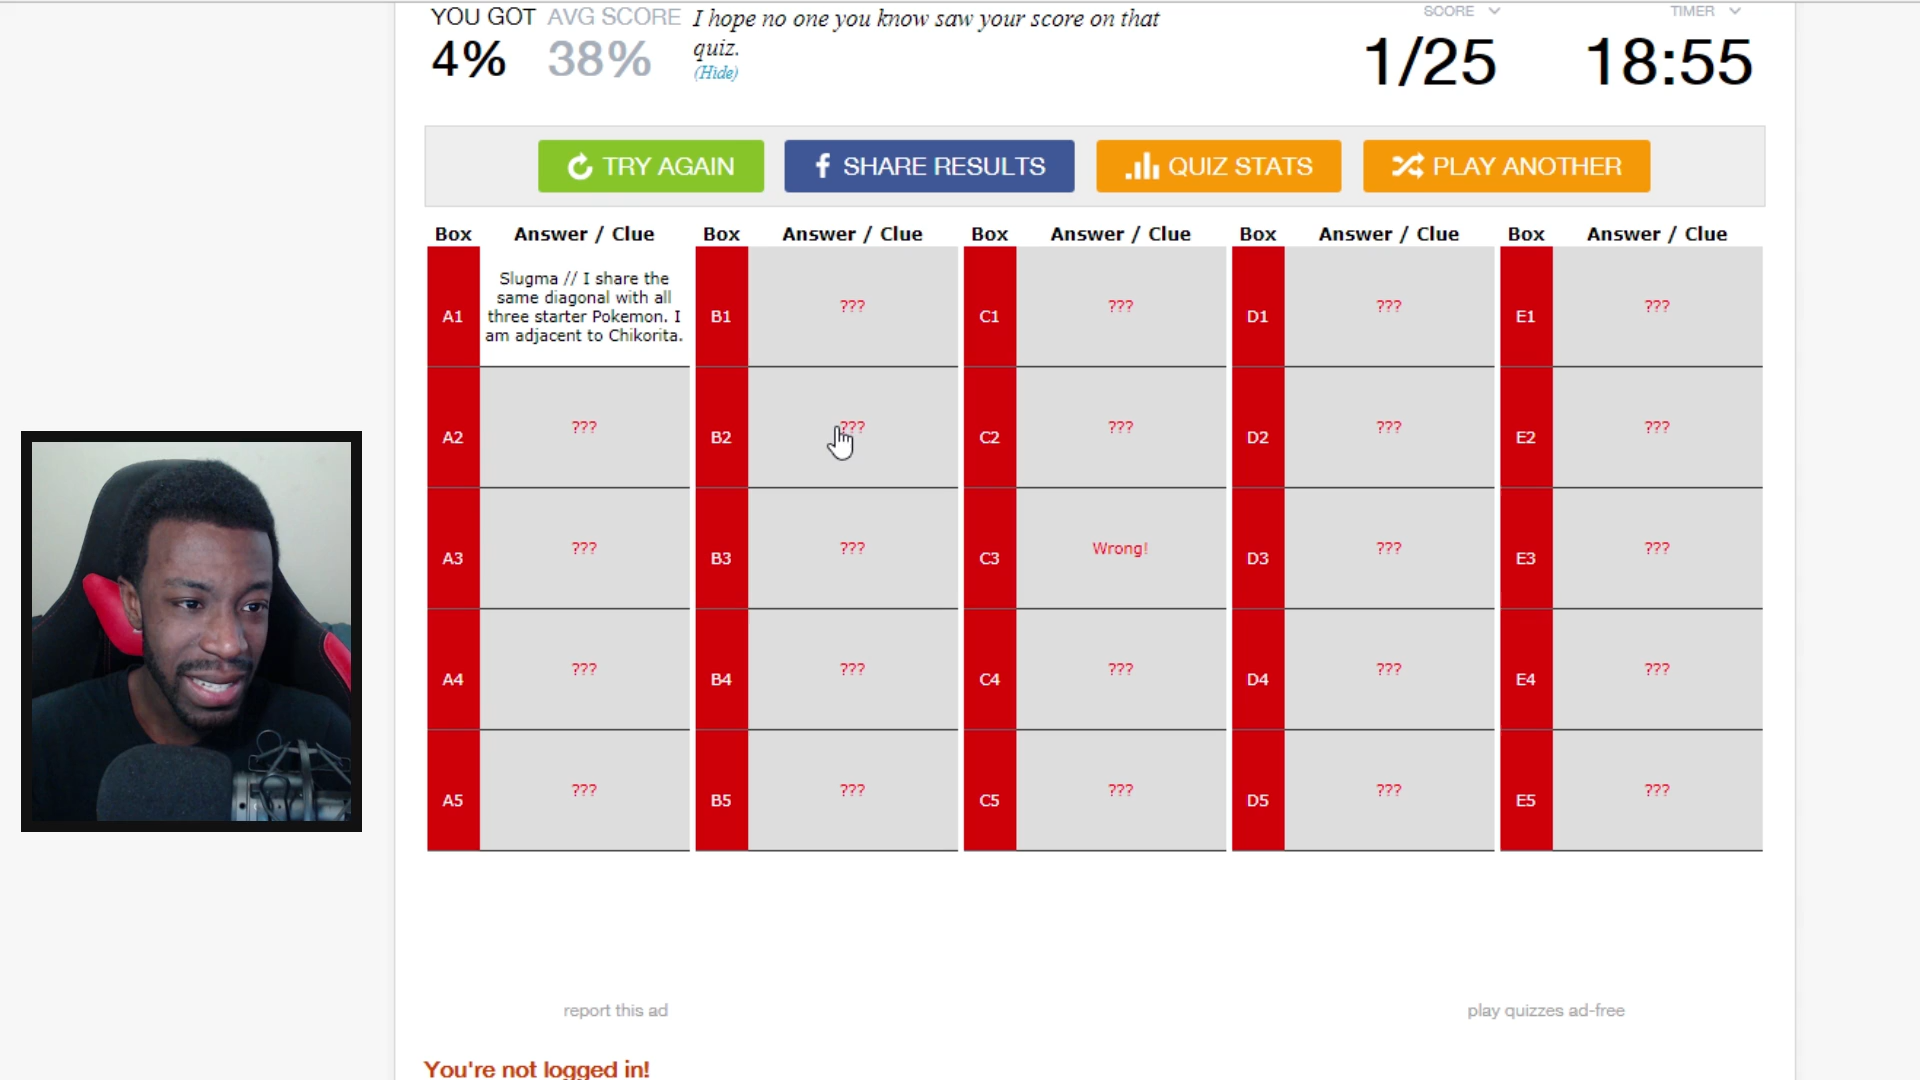 YOU GOT AVG SCORE I hope no one you know saw your score on that quiz.
4% 38% (Hide)
SCORE TIMER
1/25 18:55
TRY AGAIN SHARE RESULTS QUIZ STATS PLAY ANOTHER
Box Answer / Clue Box Answer / Clue Box Answer / Clue Box Answer / Clue Box Answer / Clue
A1 Slugma // I share the
same diagonal with all
three starter Pokemon. I
am adjacent to Chikorita.
B1 ??? C1 ??? D1 ??? E1 ???
A2 ??? B2 ??? C2 ??? D2 ??? E2 ???
A3 ??? B3 ??? C3 Wrong! D3 ??? E3 ???
A4 ??? B4 ??? C4 ??? D4 ??? E4 ???
A5 ??? B5 ??? C5 ??? D5 ??? E5 ???
report this ad play quizzes ad-free
You're not logged in!